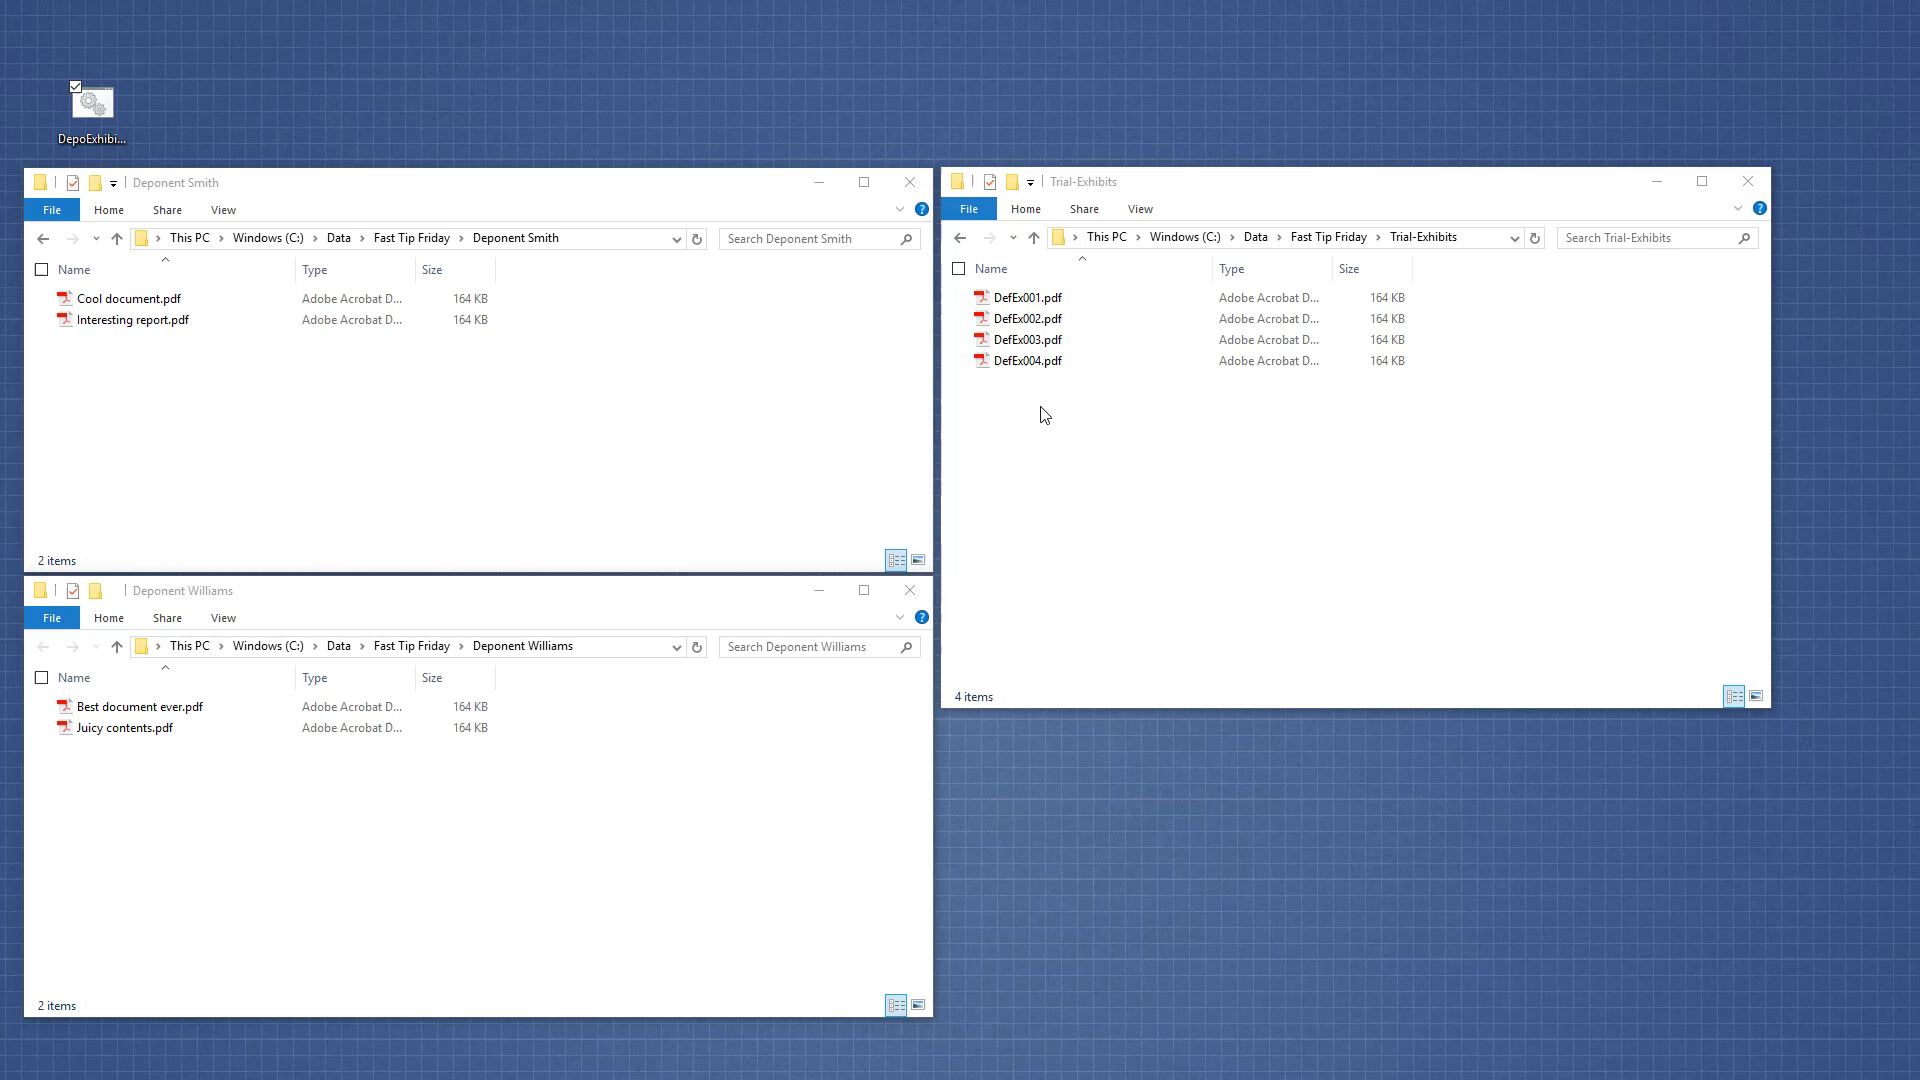 DepoExhibi...
Deponent Smith
File Home Share View
This PC Windows (C:) Data Fast Tip Friday Deponent Smith
Search Deponent Smith
Name Type Size
Cool document.pdf Adobe Acrobat D... 164 KB
Interesting report.pdf Adobe Acrobat D... 164 KB
2 items
Deponent Williams
File Home Share View
This PC Windows (C:) Data Fast Tip Friday Deponent Williams
Search Deponent Williams
Name Type Size
Best document ever.pdf Adobe Acrobat D... 164 KB
Juicy contents.pdf Adobe Acrobat D... 164 KB
2 items
Trial-Exhibits
File Home Share View
This PC Windows (C:) Data Fast Tip Friday Trial-Exhibits
Search Trial-Exhibits
Name Type Size
DefEx001.pdf Adobe Acrobat D... 164 KB
DefEx002.pdf Adobe Acrobat D... 164 KB
DefEx003.pdf Adobe Acrobat D... 164 KB
DefEx004.pdf Adobe Acrobat D... 164 KB
4 items